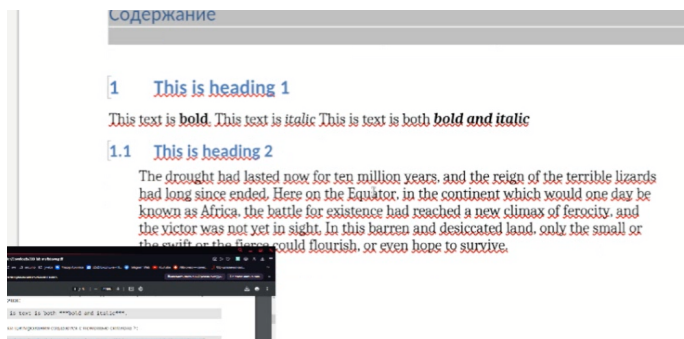 Содержание
1 This is heading 1
This text is bold. This text is italic This is text is both bold and italic
1.1 This is heading 2
The drought had lasted now for ten million years, and the reign of the terrible lizards
had long since ended. Here on the Equator, in the continent which would one day be
known as Africa, the battle for existence had reached a new climax of ferocity, and
the victor was not yet in sight. In this barren and desiccated land, only the small or
the swift or the fierce could flourish, or even hope to survive.
is text is both ***bold and italic***.